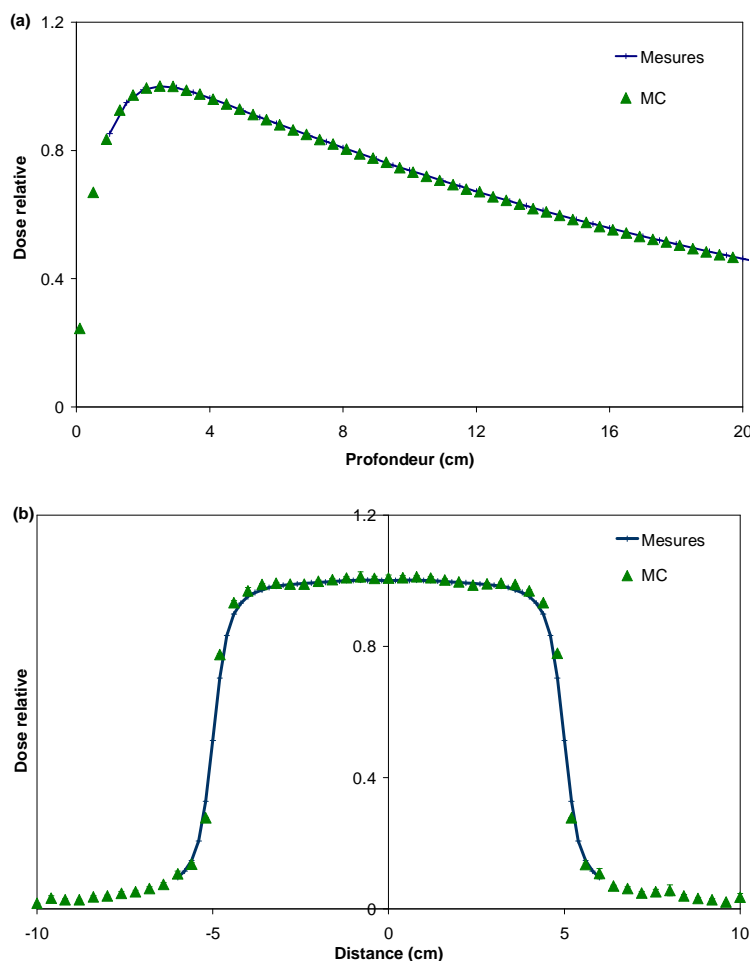 (a)
1.2
Mesures
MC
0.8
Dose relative
0.4
0
0 4 8 12 16 20
Profondeur (cm)
(b)
1.2
Mesures
MC
0.8
Dose relative
0.4
0
-10 -5 0 5 10
Distance (cm)